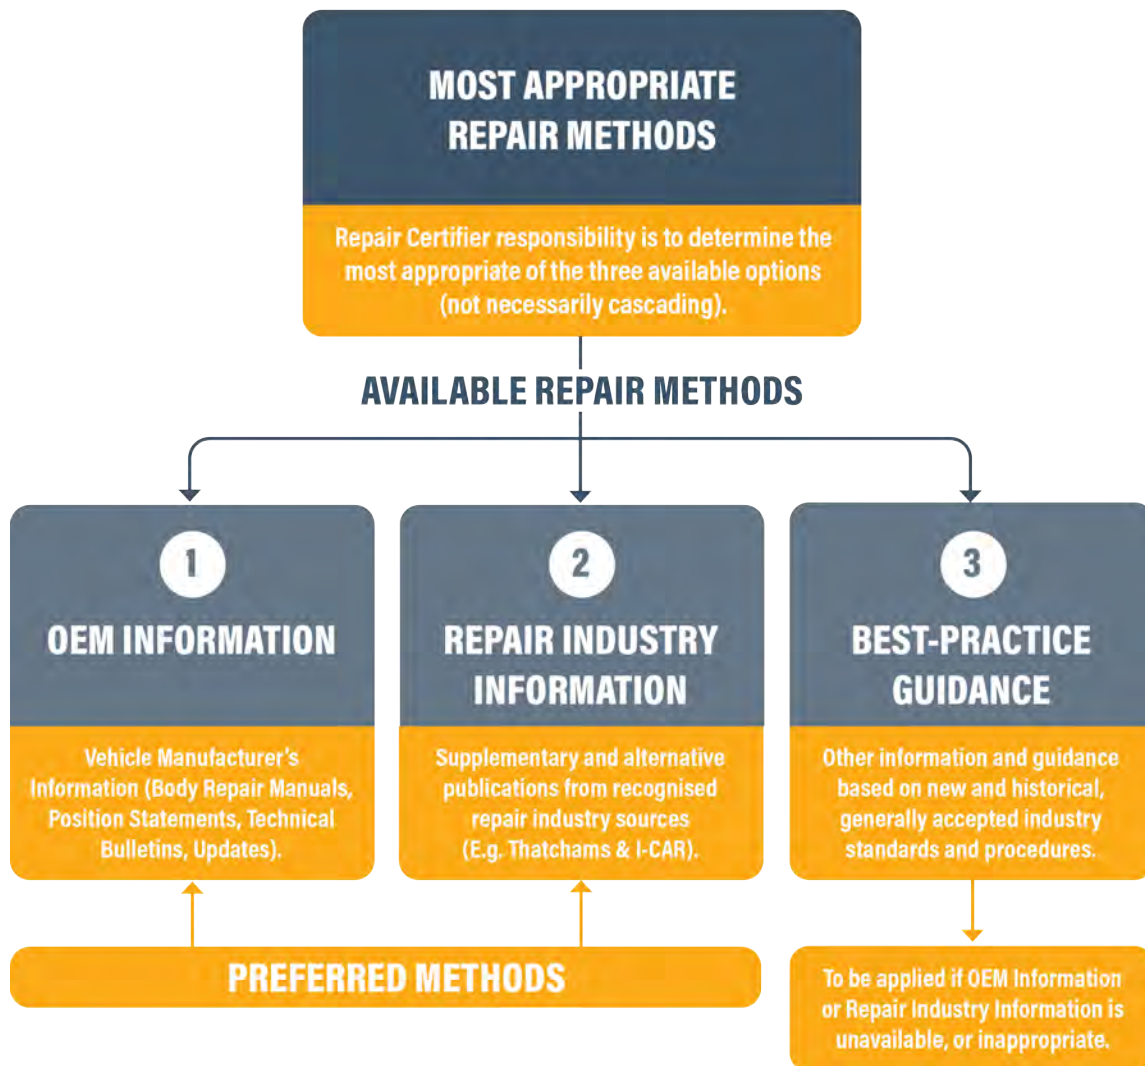 MOST APPROPRIATE
REPAIR METHODS
Repair Certifier responsibility is to determine the
most appropriate of the three available options
(not necessarily cascading).
AVAILABLE REPAIR METHODS
1
OEM INFORMATION
Vehicle Manufacturer's
Information (Body Repair Manuals,
Position Statements, Technical
Bulletins, Updates).
2
REPAIR INDUSTRY
INFORMATION
Supplementary and alternative
publications from recognised
repair industry sources
(E.g. Thatchams & I-CAR).
3
BEST-PRACTICE
GUIDANCE
Other information and guidance
based on new and historical,
generally accepted industry
standards and procedures.
PREFERRED METHODS
To be applied if OEM Information
or Repair Industry Information is
unavailable, or inappropriate.